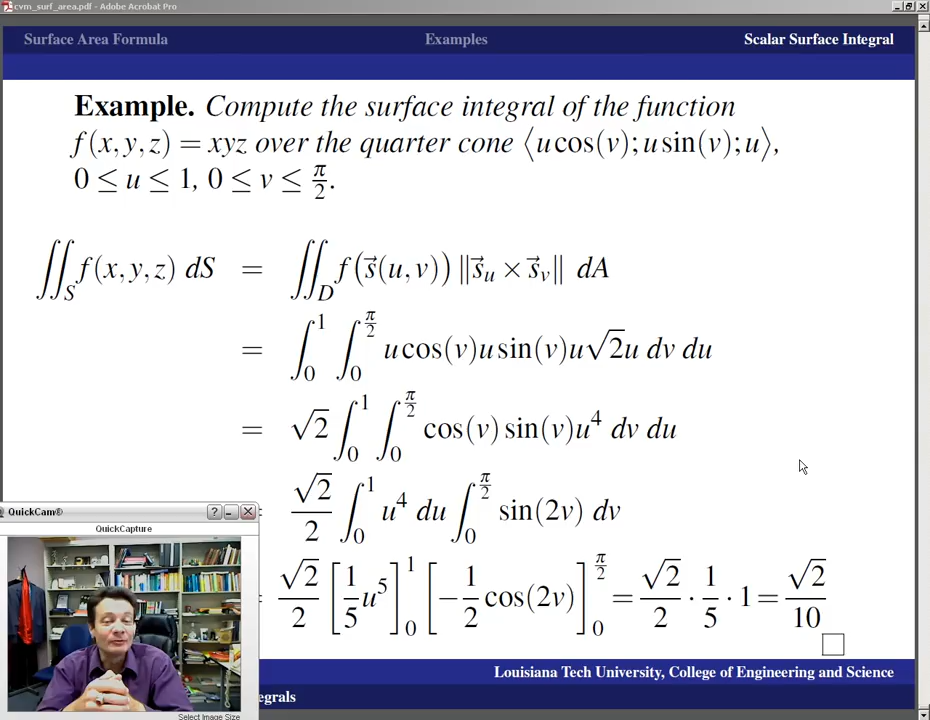 cvm_surf_area.pdf - Adobe Acrobat Pro
Surface Area Formula Examples Scalar Surface Integral
Example. Compute the surface integral of the function
f(x,y,z) = xyz over the quarter cone ⟨u cos(v); u sin(v); u⟩,
0 ≤ u ≤ 1, 0 ≤ v ≤ π/2.
∬_S f(x,y,z) dS = ∬_D f(s⃗(u,v)) ‖s⃗_u × s⃗_v‖ dA
= ∫_0^1 ∫_0^{π/2} u cos(v)u sin(v)u√2u dv du
= √2 ∫_0^1 ∫_0^{π/2} cos(v) sin(v)u^4 dv du
= √2/2 ∫_0^1 u^4 du ∫_0^{π/2} sin(2v) dv
= √2/2 [1/5 u^5]_0^1 [−1/2 cos(2v)]_0^{π/2} = √2/2 · 1/5 · 1 = √2/10
QuickCam®
QuickCapture
Select Image Size
Louisiana Tech University, College of Engineering and Science
egrals